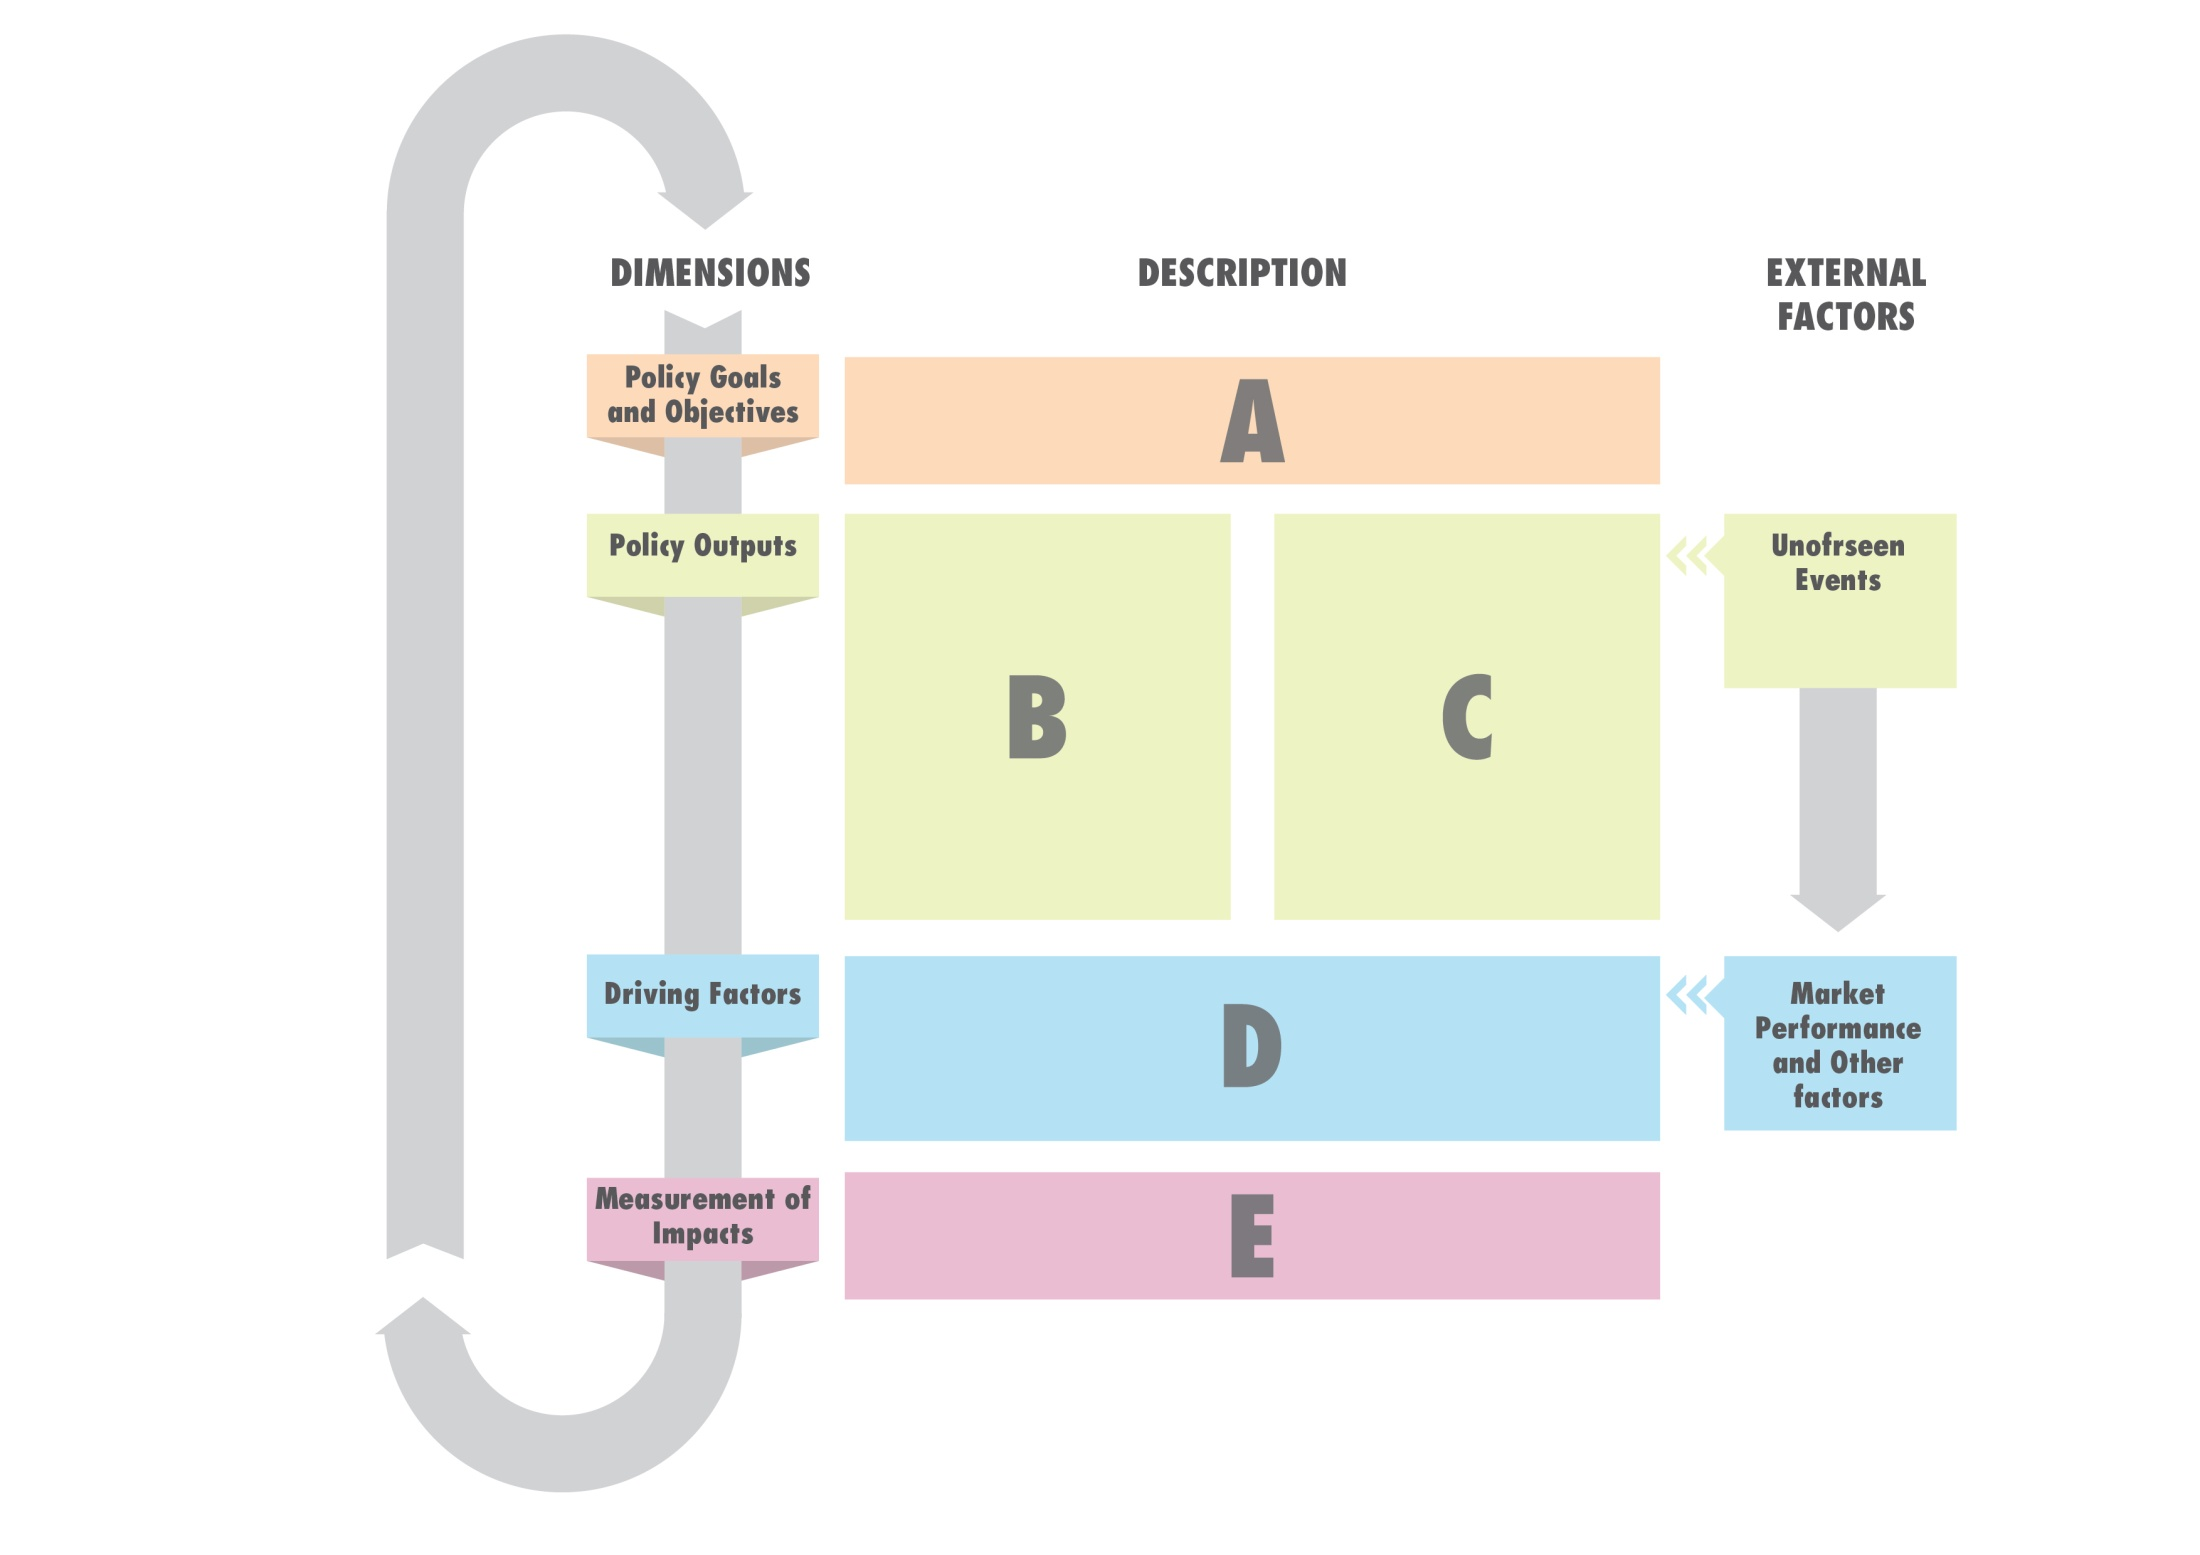 DIMENSIONS
DESCRIPTION
EXTERNAL
FACTORS
Policy Goals
and Objectives
A
Policy Outputs
B
C
Unofrseen
Events
Driving Factors
D
Market
Performance
and Other
factors
Measurement of
Impacts
E